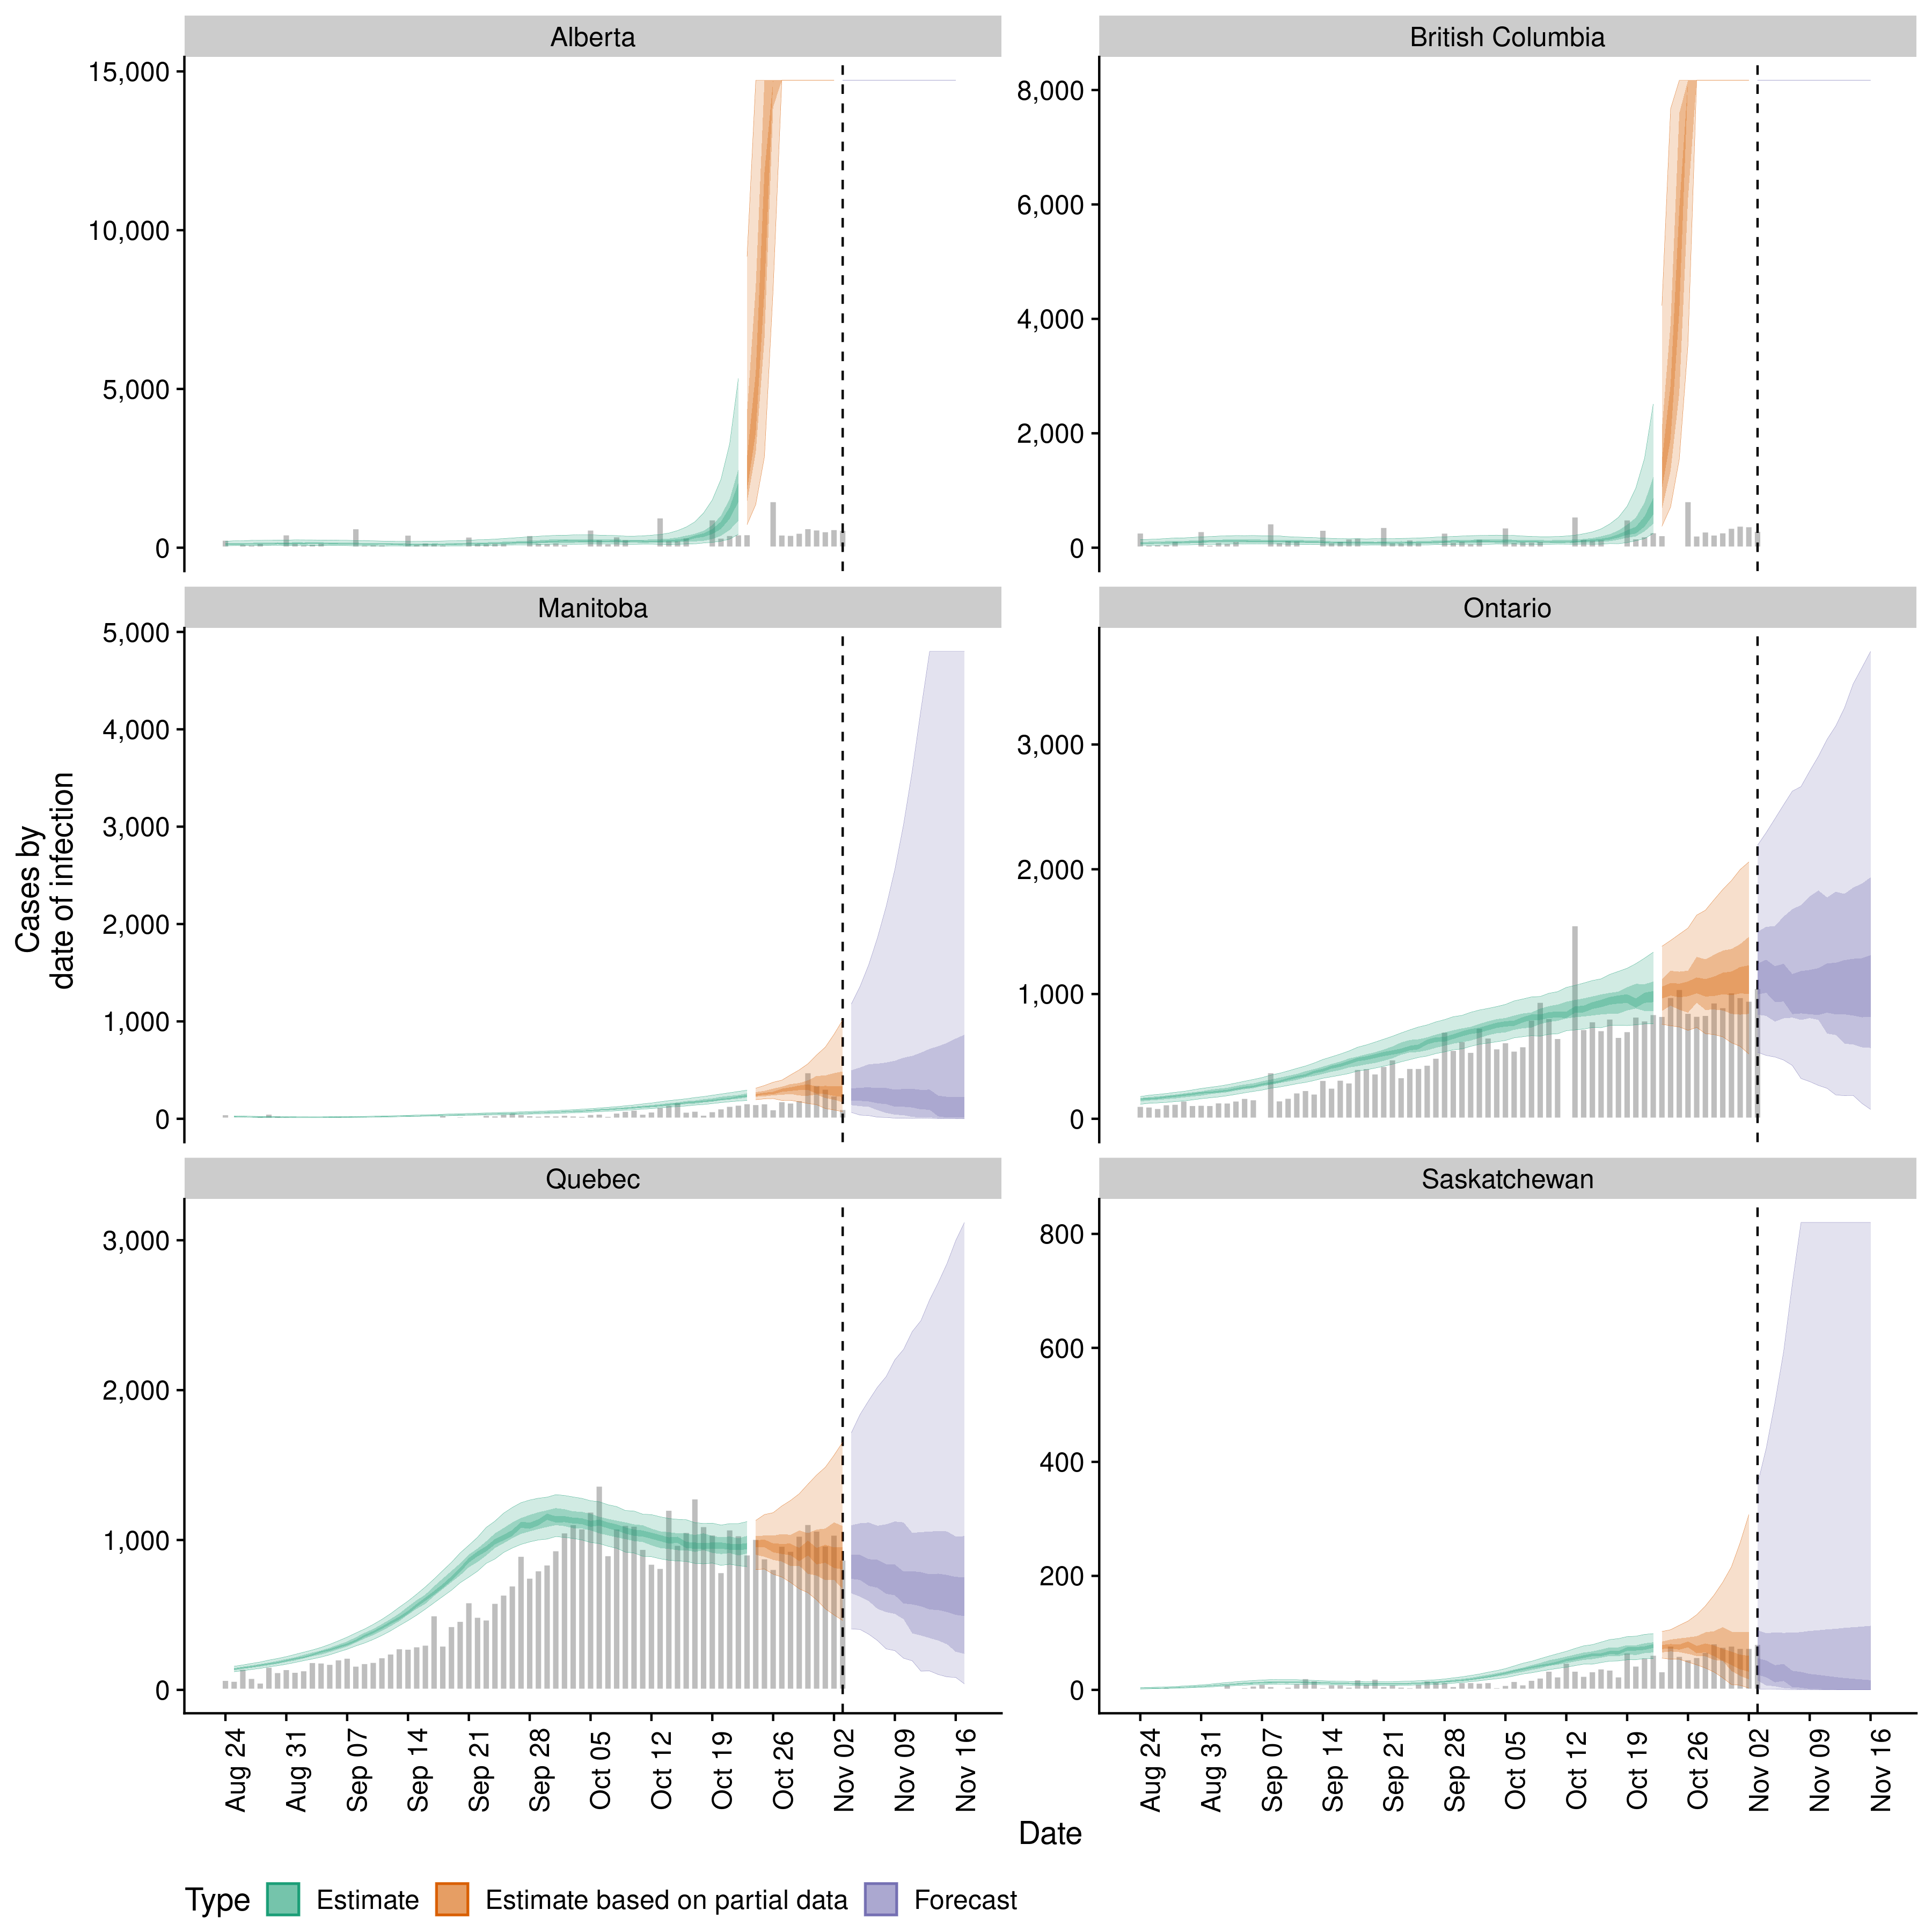 Alberta
British Columbia
15,000
10,000
5,000
0
8,000
6,000
4,000
2,000
0
Manitoba
Ontario
5,000
4,000
3,000
2,000
1,000
0
3,000
2,000
1,000
0
Cases by
date of infection
Quebec
Saskatchewan
3,000
2,000
1,000
0
800
600
400
200
0
Aug 24
Aug 31
Sep 07
Sep 14
Sep 21
Sep 28
Oct 05
Oct 12
Oct 19
Oct 26
Nov 02
Nov 09
Nov 16
Aug 24
Aug 31
Sep 07
Sep 14
Sep 21
Sep 28
Oct 05
Oct 12
Oct 19
Oct 26
Nov 02
Nov 09
Nov 16
Date
Type Estimate Estimate based on partial data Forecast